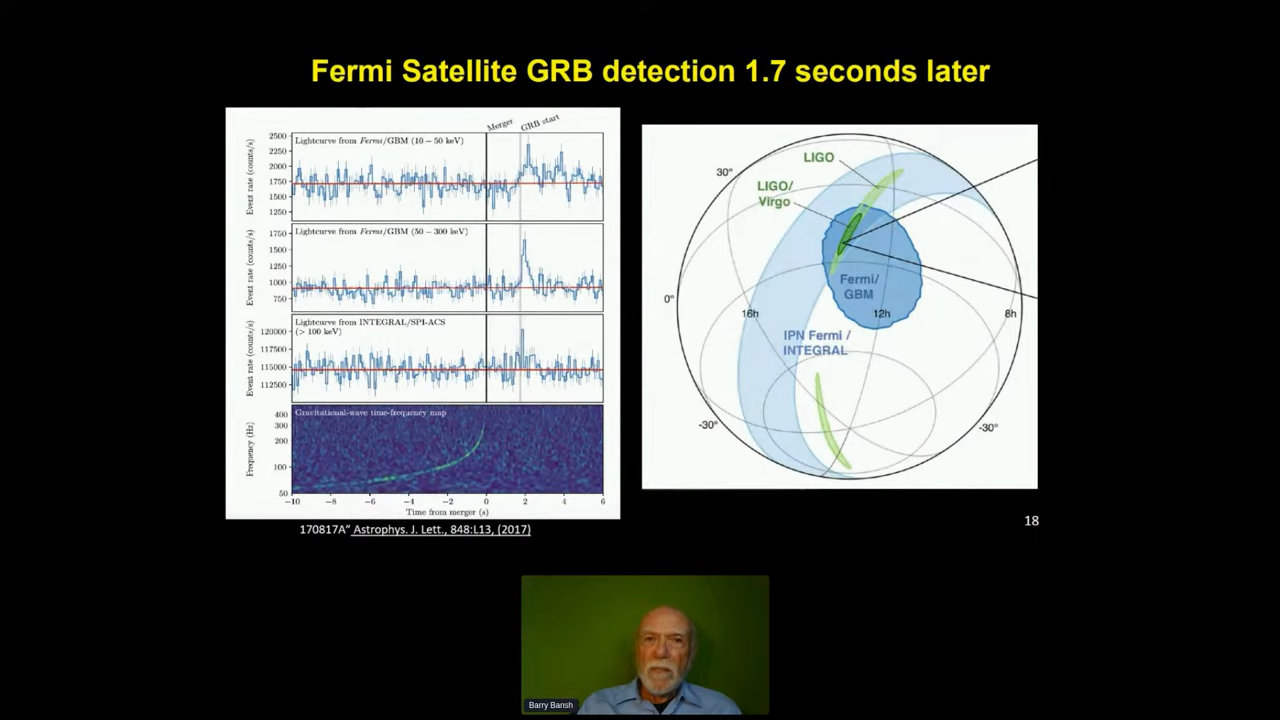 Fermi Satellite GRB detection 1.7 seconds later
Merger
GRB start
Lightcurve from Fermi/GBM (10 − 50 keV)
Event rate (counts/s)
2500
2250
2000
1750
1500
1250
Lightcurve from Fermi/GBM (50 − 300 keV)
Event rate (counts/s)
1750
1500
1250
1000
750
Lightcurve from INTEGRAL/SPI-ACS
(> 100 keV)
Event rate (counts/s)
120000
117500
115000
112500
Gravitational-wave time-frequency map
Frequency (Hz)
400
300
200
100
50
−10 −8 −6 −4 −2 0 2 4 6
Time from merger (s)
170817A” Astrophys. J. Lett., 848:L13, (2017)
LIGO
30°
LIGO/
Virgo
Fermi/
GBM
0°
16h
12h
8h
IPN Fermi /
INTEGRAL
-30°
-30°
18
Barry Barish